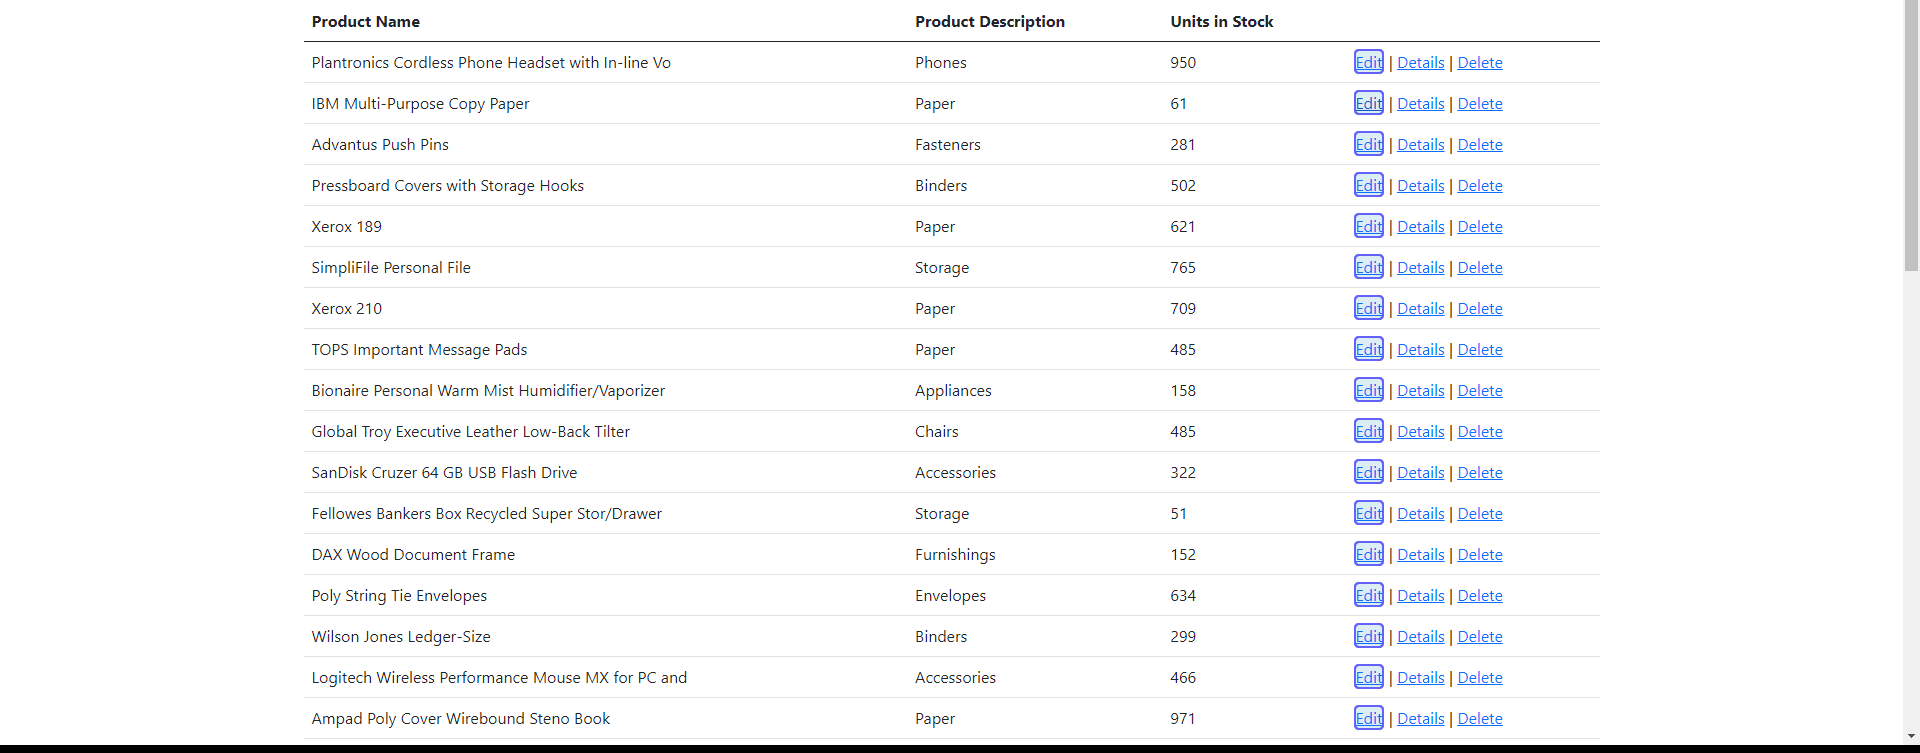 Product Name Product Description Units in Stock
Plantronics Cordless Phone Headset with In-line Vo Phones 950 Edit | Details | Delete
IBM Multi-Purpose Copy Paper Paper 61 Edit | Details | Delete
Advantus Push Pins Fasteners 281 Edit | Details | Delete
Pressboard Covers with Storage Hooks Binders 502 Edit | Details | Delete
Xerox 189 Paper 621 Edit | Details | Delete
SimpliFile Personal File Storage 765 Edit | Details | Delete
Xerox 210 Paper 709 Edit | Details | Delete
TOPS Important Message Pads Paper 485 Edit | Details | Delete
Bionaire Personal Warm Mist Humidifier/Vaporizer Appliances 158 Edit | Details | Delete
Global Troy Executive Leather Low-Back Tilter Chairs 485 Edit | Details | Delete
SanDisk Cruzer 64 GB USB Flash Drive Accessories 322 Edit | Details | Delete
Fellowes Bankers Box Recycled Super Stor/Drawer Storage 51 Edit | Details | Delete
DAX Wood Document Frame Furnishings 152 Edit | Details | Delete
Poly String Tie Envelopes Envelopes 634 Edit | Details | Delete
Wilson Jones Ledger-Size Binders 299 Edit | Details | Delete
Logitech Wireless Performance Mouse MX for PC and Accessories 466 Edit | Details | Delete
Ampad Poly Cover Wirebound Steno Book Paper 971 Edit | Details | Delete